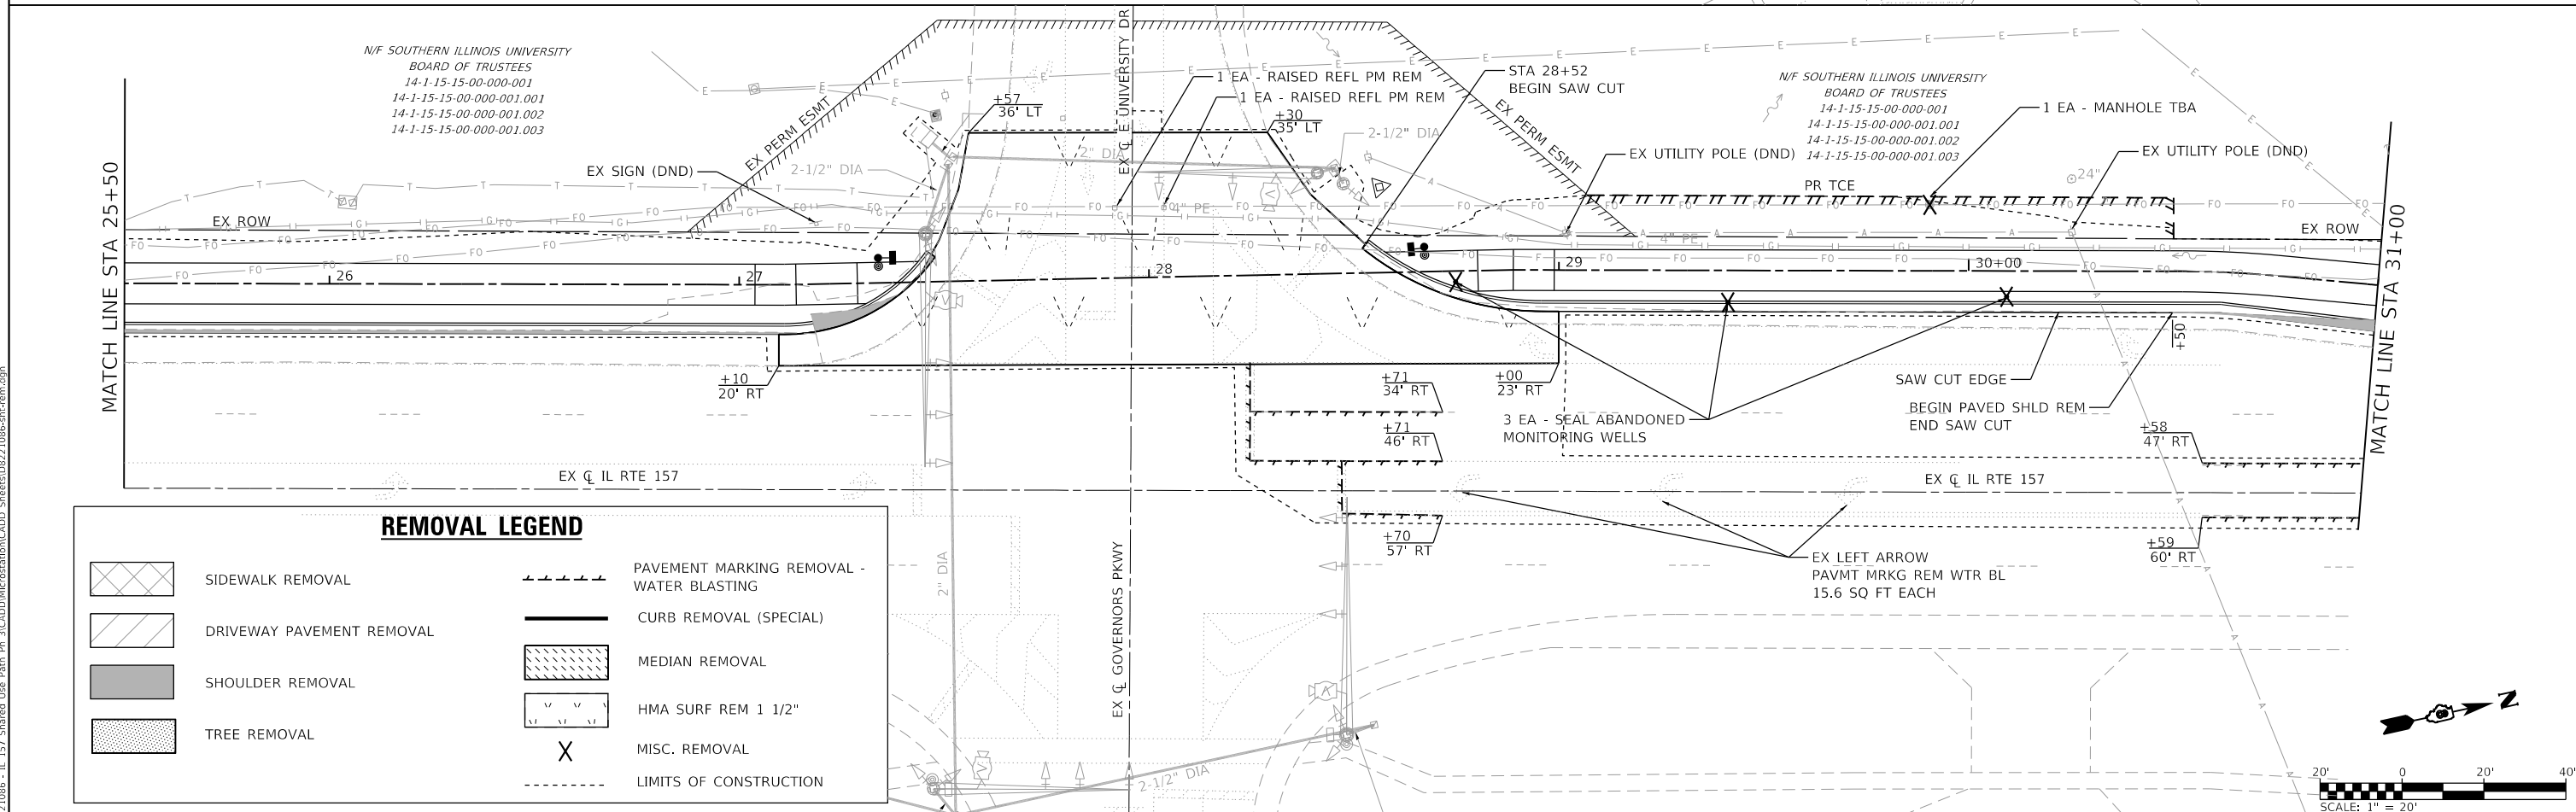 N/F SOUTHERN ILLINOIS UNIVERSITY
BOARD OF TRUSTEES
14-1-15-15-00-000-001
14-1-15-15-00-000-001.001
14-1-15-15-00-000-001.002
14-1-15-15-00-000-001.003
EX PERM ESMT
EX SIGN (DND)
2-1/2" DIA
+57
36' LT
EX ℄ E UNIVERSITY DR
2" DIA
1 EA - RAISED REFL PM REM
1 EA - RAISED REFL PM REM
+30
35' LT
2-1/2" DIA
STA 28+52
BEGIN SAW CUT
EX PERM ESMT
EX UTILITY POLE (DND)
N/F SOUTHERN ILLINOIS UNIVERSITY
BOARD OF TRUSTEES
14-1-15-15-00-000-001
14-1-15-15-00-000-001.001
14-1-15-15-00-000-001.002
14-1-15-15-00-000-001.003
1 EA - MANHOLE TBA
EX UTILITY POLE (DND)
24"
PR TCE
MATCH LINE STA 25+50
EX ROW
4" PE
4" PE
EX ROW
MATCH LINE STA 31+00
26
27
28
29
30+00
+10
20' RT
+71
34' RT
+00
23' RT
+71
46' RT
3 EA - SEAL ABANDONED
MONITORING WELLS
SAW CUT EDGE
BEGIN PAVED SHLD REM
END SAW CUT
+50
+58
47' RT
EX ℄ IL RTE 157
EX ℄ IL RTE 157
+70
57' RT
+59
60' RT
EX LEFT ARROW
PAVMT MRKG REM WTR BL
15.6 SQ FT EACH
2" DIA
EX ℄ GOVERNORS PKWY
2-1/2" DIA
REMOVAL LEGEND
SIDEWALK REMOVAL
DRIVEWAY PAVEMENT REMOVAL
SHOULDER REMOVAL
TREE REMOVAL
PAVEMENT MARKING REMOVAL -
WATER BLASTING
CURB REMOVAL (SPECIAL)
MEDIAN REMOVAL
HMA SURF REM 1 1/2"
MISC. REMOVAL
LIMITS OF CONSTRUCTION
N
20'
0
20'
40'
SCALE: 1" = 20'